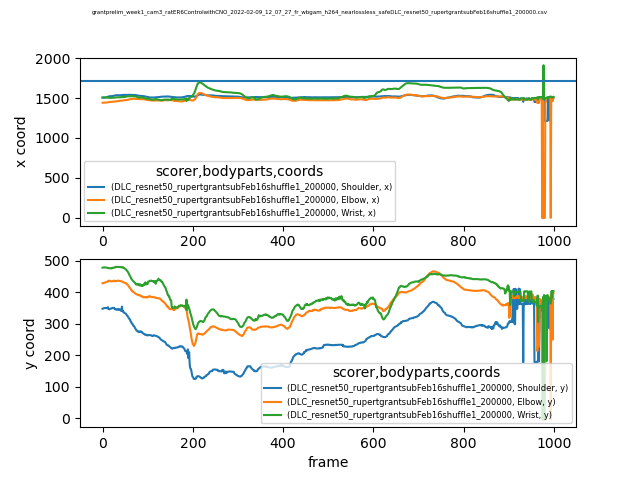 grantprelim_week1_cam3_ratER6ControlwithCNO_2022-02-09_12_07_27_fr_wbgam_h264_nearlossless_safeDLC_resnet50_rupertgrantsubFeb16shuffle1_200000.csv
2000
1500
1000
500
0
x coord
scorer,bodyparts,coords
(DLC_resnet50_rupertgrantsubFeb16shuffle1_200000, Shoulder, x)
(DLC_resnet50_rupertgrantsubFeb16shuffle1_200000, Elbow, x)
(DLC_resnet50_rupertgrantsubFeb16shuffle1_200000, Wrist, x)
0 200 400 600 800 1000
500
400
300
200
100
0
y coord
scorer,bodyparts,coords
(DLC_resnet50_rupertgrantsubFeb16shuffle1_200000, Shoulder, y)
(DLC_resnet50_rupertgrantsubFeb16shuffle1_200000, Elbow, y)
(DLC_resnet50_rupertgrantsubFeb16shuffle1_200000, Wrist, y)
0 200 400 600 800 1000
frame